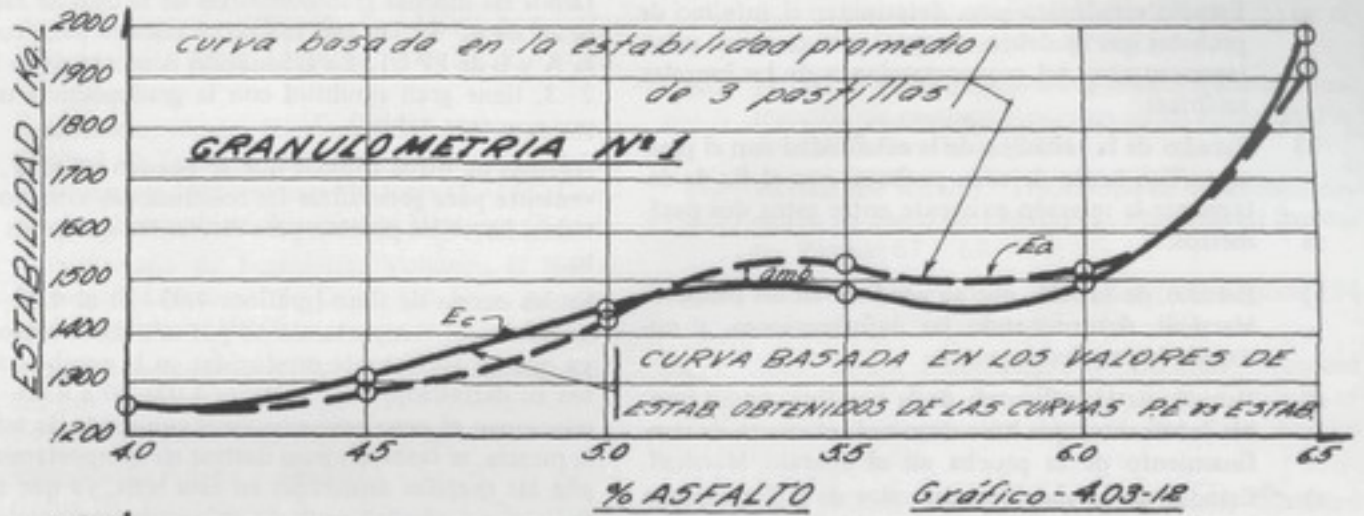 ESTABILIDAD (Kg.)
2000
1900
1800
1700
1600
1500
1400
1300
1200
curva basada en la estabilidad promedio
de 3 pastillas
GRANULOMETRIA Nº 1
Ea
amb.
Ec
CURVA BASADA EN LOS VALORES DE
ESTAB. OBTENIDOS DE LAS CURVAS P.E vs ESTAB.
4.0 4.5 5.0 5.5 6.0 6.5
% ASFALTO Gráfico-4.03-12